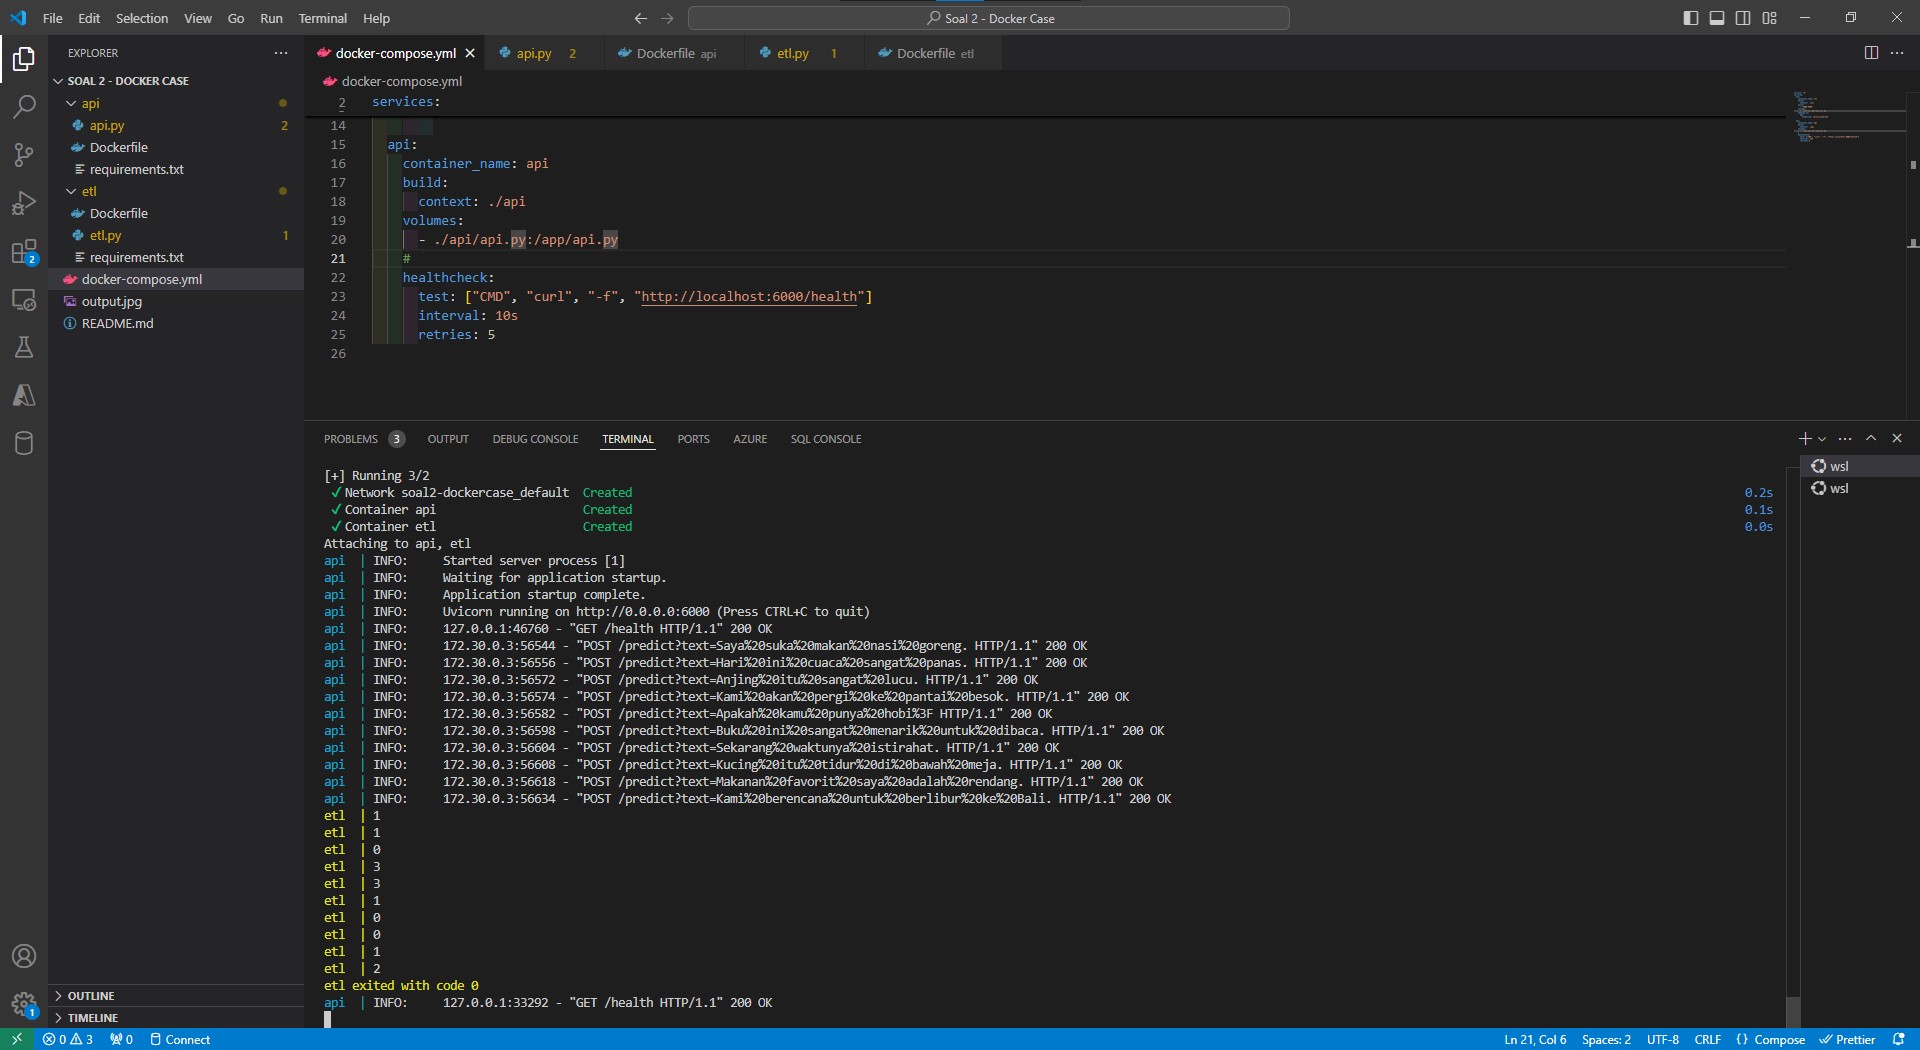 File Edit Selection View Go Run Terminal Help
Soal 2 - Docker Case
EXPLORER
SOAL 2 - DOCKER CASE
api
api.py 2
Dockerfile
requirements.txt
etl
Dockerfile
etl.py 1
requirements.txt
docker-compose.yml
output.jpg
README.md
OUTLINE
TIMELINE
2
1
docker-compose.yml
api.py 2
Dockerfile api
etl.py 1
Dockerfile etl
docker-compose.yml
2 services:
14
15 api:
16 container_name: api
17 build:
18 context: ./api
19 volumes:
20 - ./api/api.py:/app/api.py
21 #
22 healthcheck:
23 test: ["CMD", "curl", "-f", "http://localhost:6000/health"]
24 interval: 10s
25 retries: 5
26
PROBLEMS 3 OUTPUT DEBUG CONSOLE TERMINAL PORTS AZURE SQL CONSOLE
wsl
wsl
[+] Running 3/2
✓ Network soal2-dockercase_default Created 0.2s
✓ Container api Created 0.1s
✓ Container etl Created 0.0s
Attaching to api, etl
api | INFO: Started server process [1]
api | INFO: Waiting for application startup.
api | INFO: Application startup complete.
api | INFO: Uvicorn running on http://0.0.0.0:6000 (Press CTRL+C to quit)
api | INFO: 127.0.0.1:46760 - "GET /health HTTP/1.1" 200 OK
api | INFO: 172.30.0.3:56544 - "POST /predict?text=Saya%20suka%20makan%20nasi%20goreng. HTTP/1.1" 200 OK
api | INFO: 172.30.0.3:56556 - "POST /predict?text=Hari%20ini%20cuaca%20sangat%20panas. HTTP/1.1" 200 OK
api | INFO: 172.30.0.3:56572 - "POST /predict?text=Anjing%20itu%20sangat%20lucu. HTTP/1.1" 200 OK
api | INFO: 172.30.0.3:56574 - "POST /predict?text=Kami%20akan%20pergi%20ke%20pantai%20besok. HTTP/1.1" 200 OK
api | INFO: 172.30.0.3:56582 - "POST /predict?text=Apakah%20kamu%20punya%20hobi%3F HTTP/1.1" 200 OK
api | INFO: 172.30.0.3:56598 - "POST /predict?text=Buku%20ini%20sangat%20menarik%20untuk%20dibaca. HTTP/1.1" 200 OK
api | INFO: 172.30.0.3:56604 - "POST /predict?text=Sekarang%20waktunya%20istirahat. HTTP/1.1" 200 OK
api | INFO: 172.30.0.3:56608 - "POST /predict?text=Kucing%20itu%20tidur%20di%20bawah%20meja. HTTP/1.1" 200 OK
api | INFO: 172.30.0.3:56618 - "POST /predict?text=Makanan%20favorit%20saya%20adalah%20rendang. HTTP/1.1" 200 OK
api | INFO: 172.30.0.3:56634 - "POST /predict?text=Kami%20berencana%20untuk%20berlibur%20ke%20Bali. HTTP/1.1" 200 OK
etl | 1
etl | 1
etl | 0
etl | 3
etl | 3
etl | 1
etl | 0
etl | 0
etl | 1
etl | 2
etl exited with code 0
api | INFO: 127.0.0.1:33292 - "GET /health HTTP/1.1" 200 OK
0 3 0 Connect Ln 21, Col 6 Spaces: 2 UTF-8 CRLF {} Compose Prettier